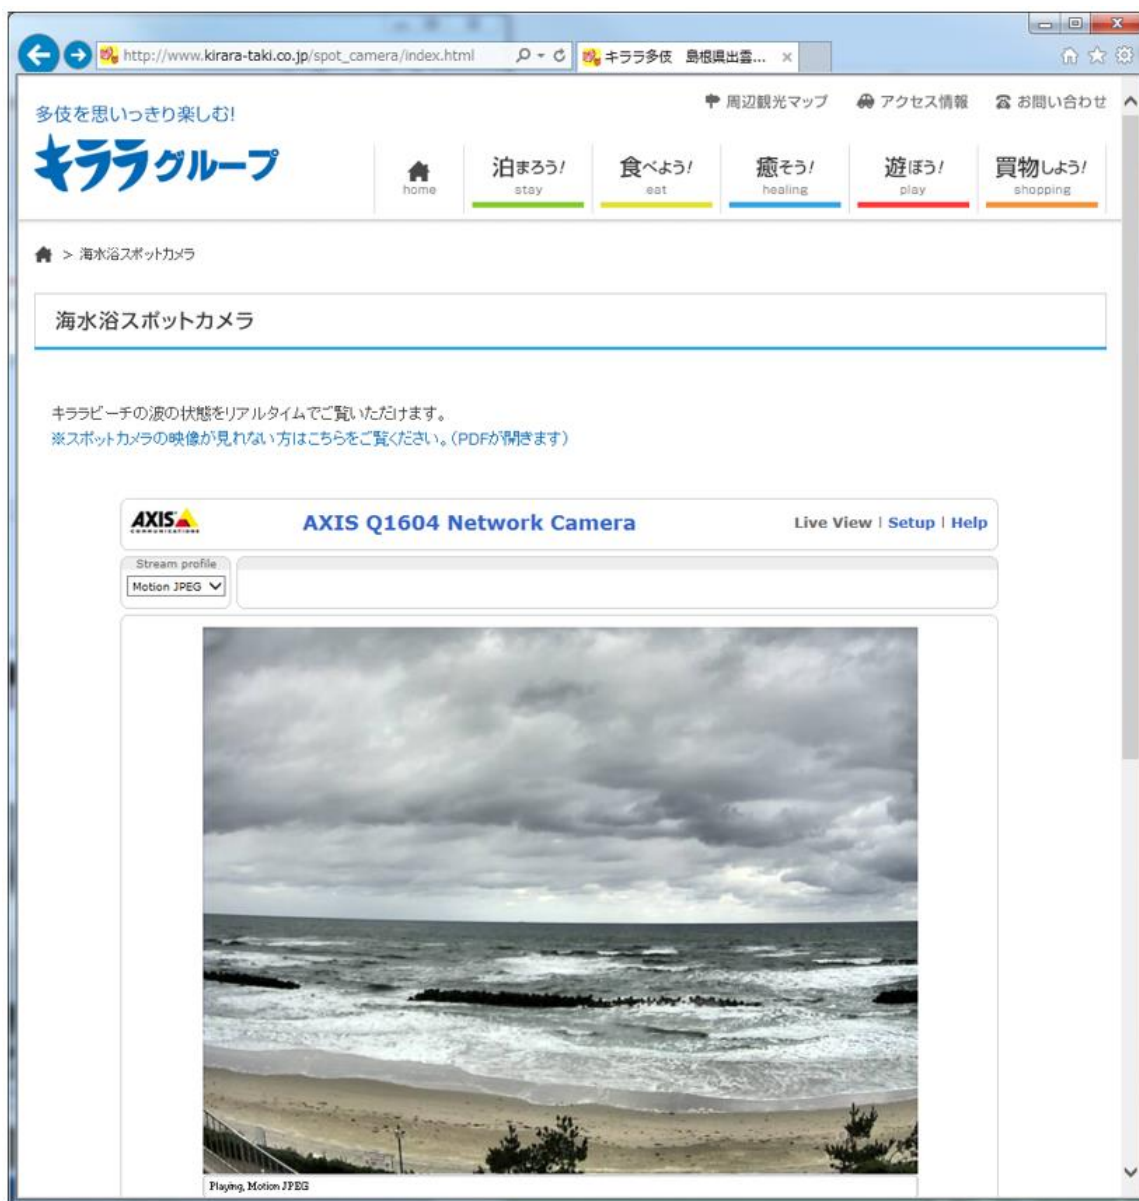 http://www.kirara-taki.co.jp/spot_camera/index.html
キララ多伎 島根県出雲...
多伎を思いっきり楽しむ!
周辺観光マップ
アクセス情報
お問い合わせ
キララグループ
home
泊まろう!
stay
食べよう!
eat
癒そう!
healing
遊ぼう!
play
買物しよう!
shopping
> 海水浴スポットカメラ
海水浴スポットカメラ
キララビーチの波の状態をリアルタイムでご覧いただけます。
※スポットカメラの映像が見れない方はこちらをご覧ください。(PDFが開きます)
AXIS
COMMUNICATIONS
AXIS Q1604 Network Camera
Live View | Setup | Help
Stream profile
Motion JPEG
Playing, Motion JPEG